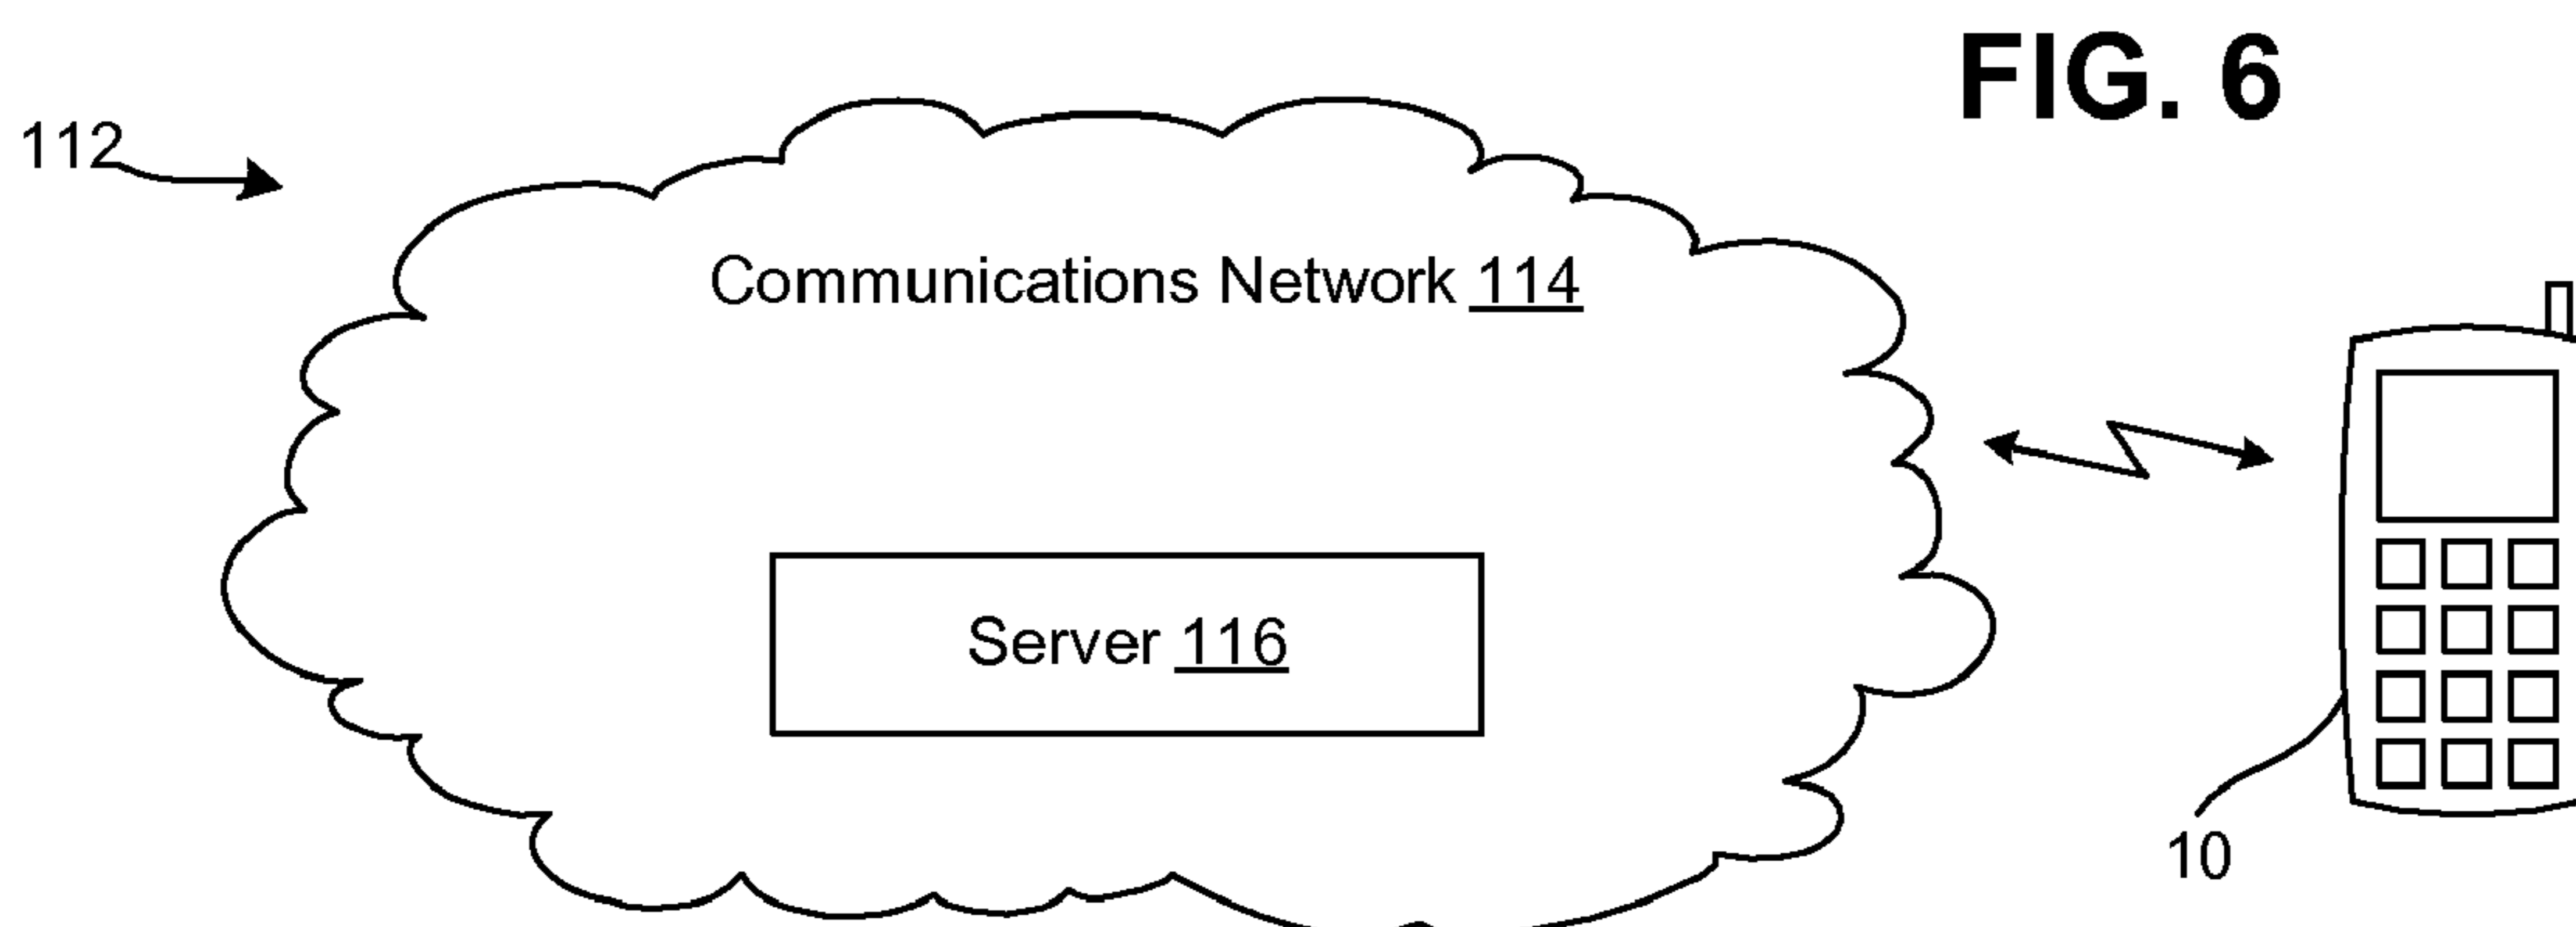 FIG. 6
112
Communications Network 114
Server 116
10